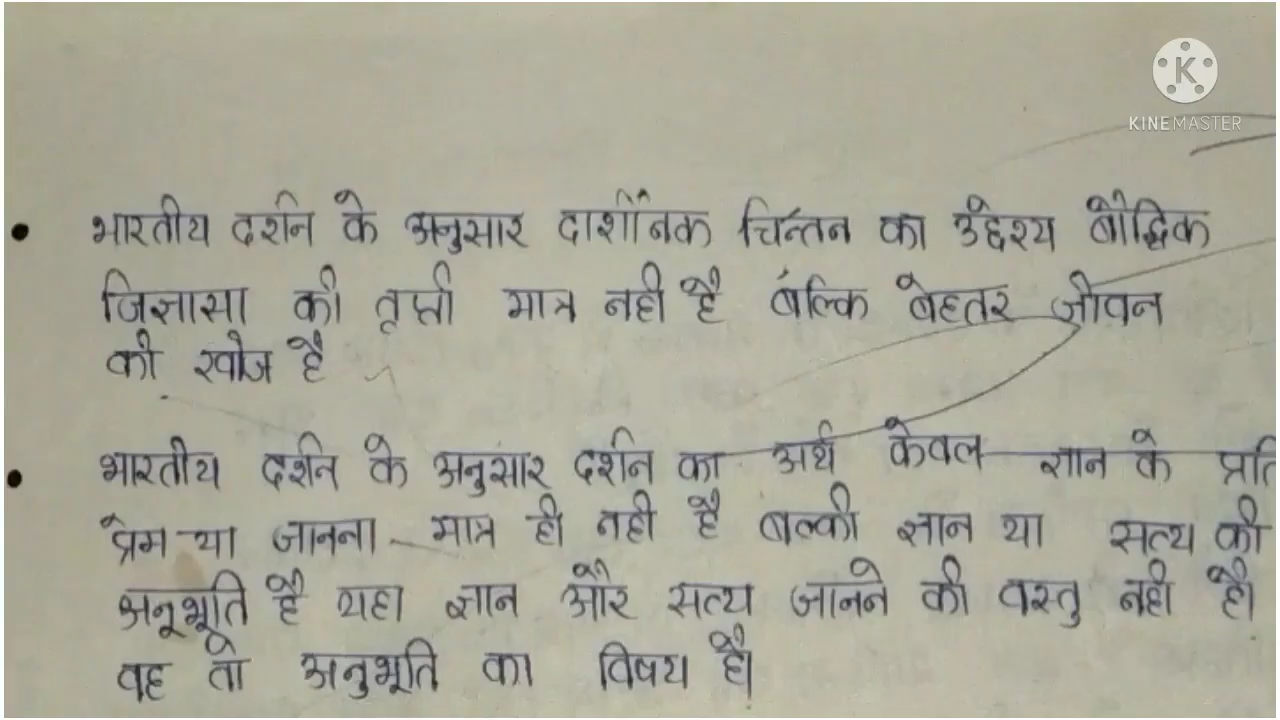 KINEMASTER
भारतीय दर्शन के अनुसार दार्शनिक चिन्तन का उद्देश्य बौद्धिक
जिज्ञासा की तृप्ती मात्र नही है बल्कि बेहतर जीवन
की खोज है
भारतीय दर्शन के अनुसार दर्शन का अर्थ केवल ज्ञान के प्रति
प्रेम या जानना मात्र ही नही है बल्की ज्ञान या सत्य की
अनूभूति है यहा ज्ञान और सत्य जानने की वस्तु नही है।
वह तो अनुभूति का विषय है।